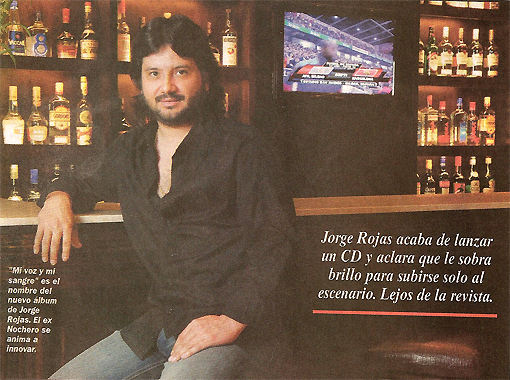 Jorge Rojas acaba de lanzar
un CD y aclara que le sobra
brillo para subirse solo al
escenario. Lejos de la revista.
"Mi voz y mi
sangre" es el
nombre del
nuevo álbum
de Jorge
Rojas. El ex
Nochero se
anima a
innovar.